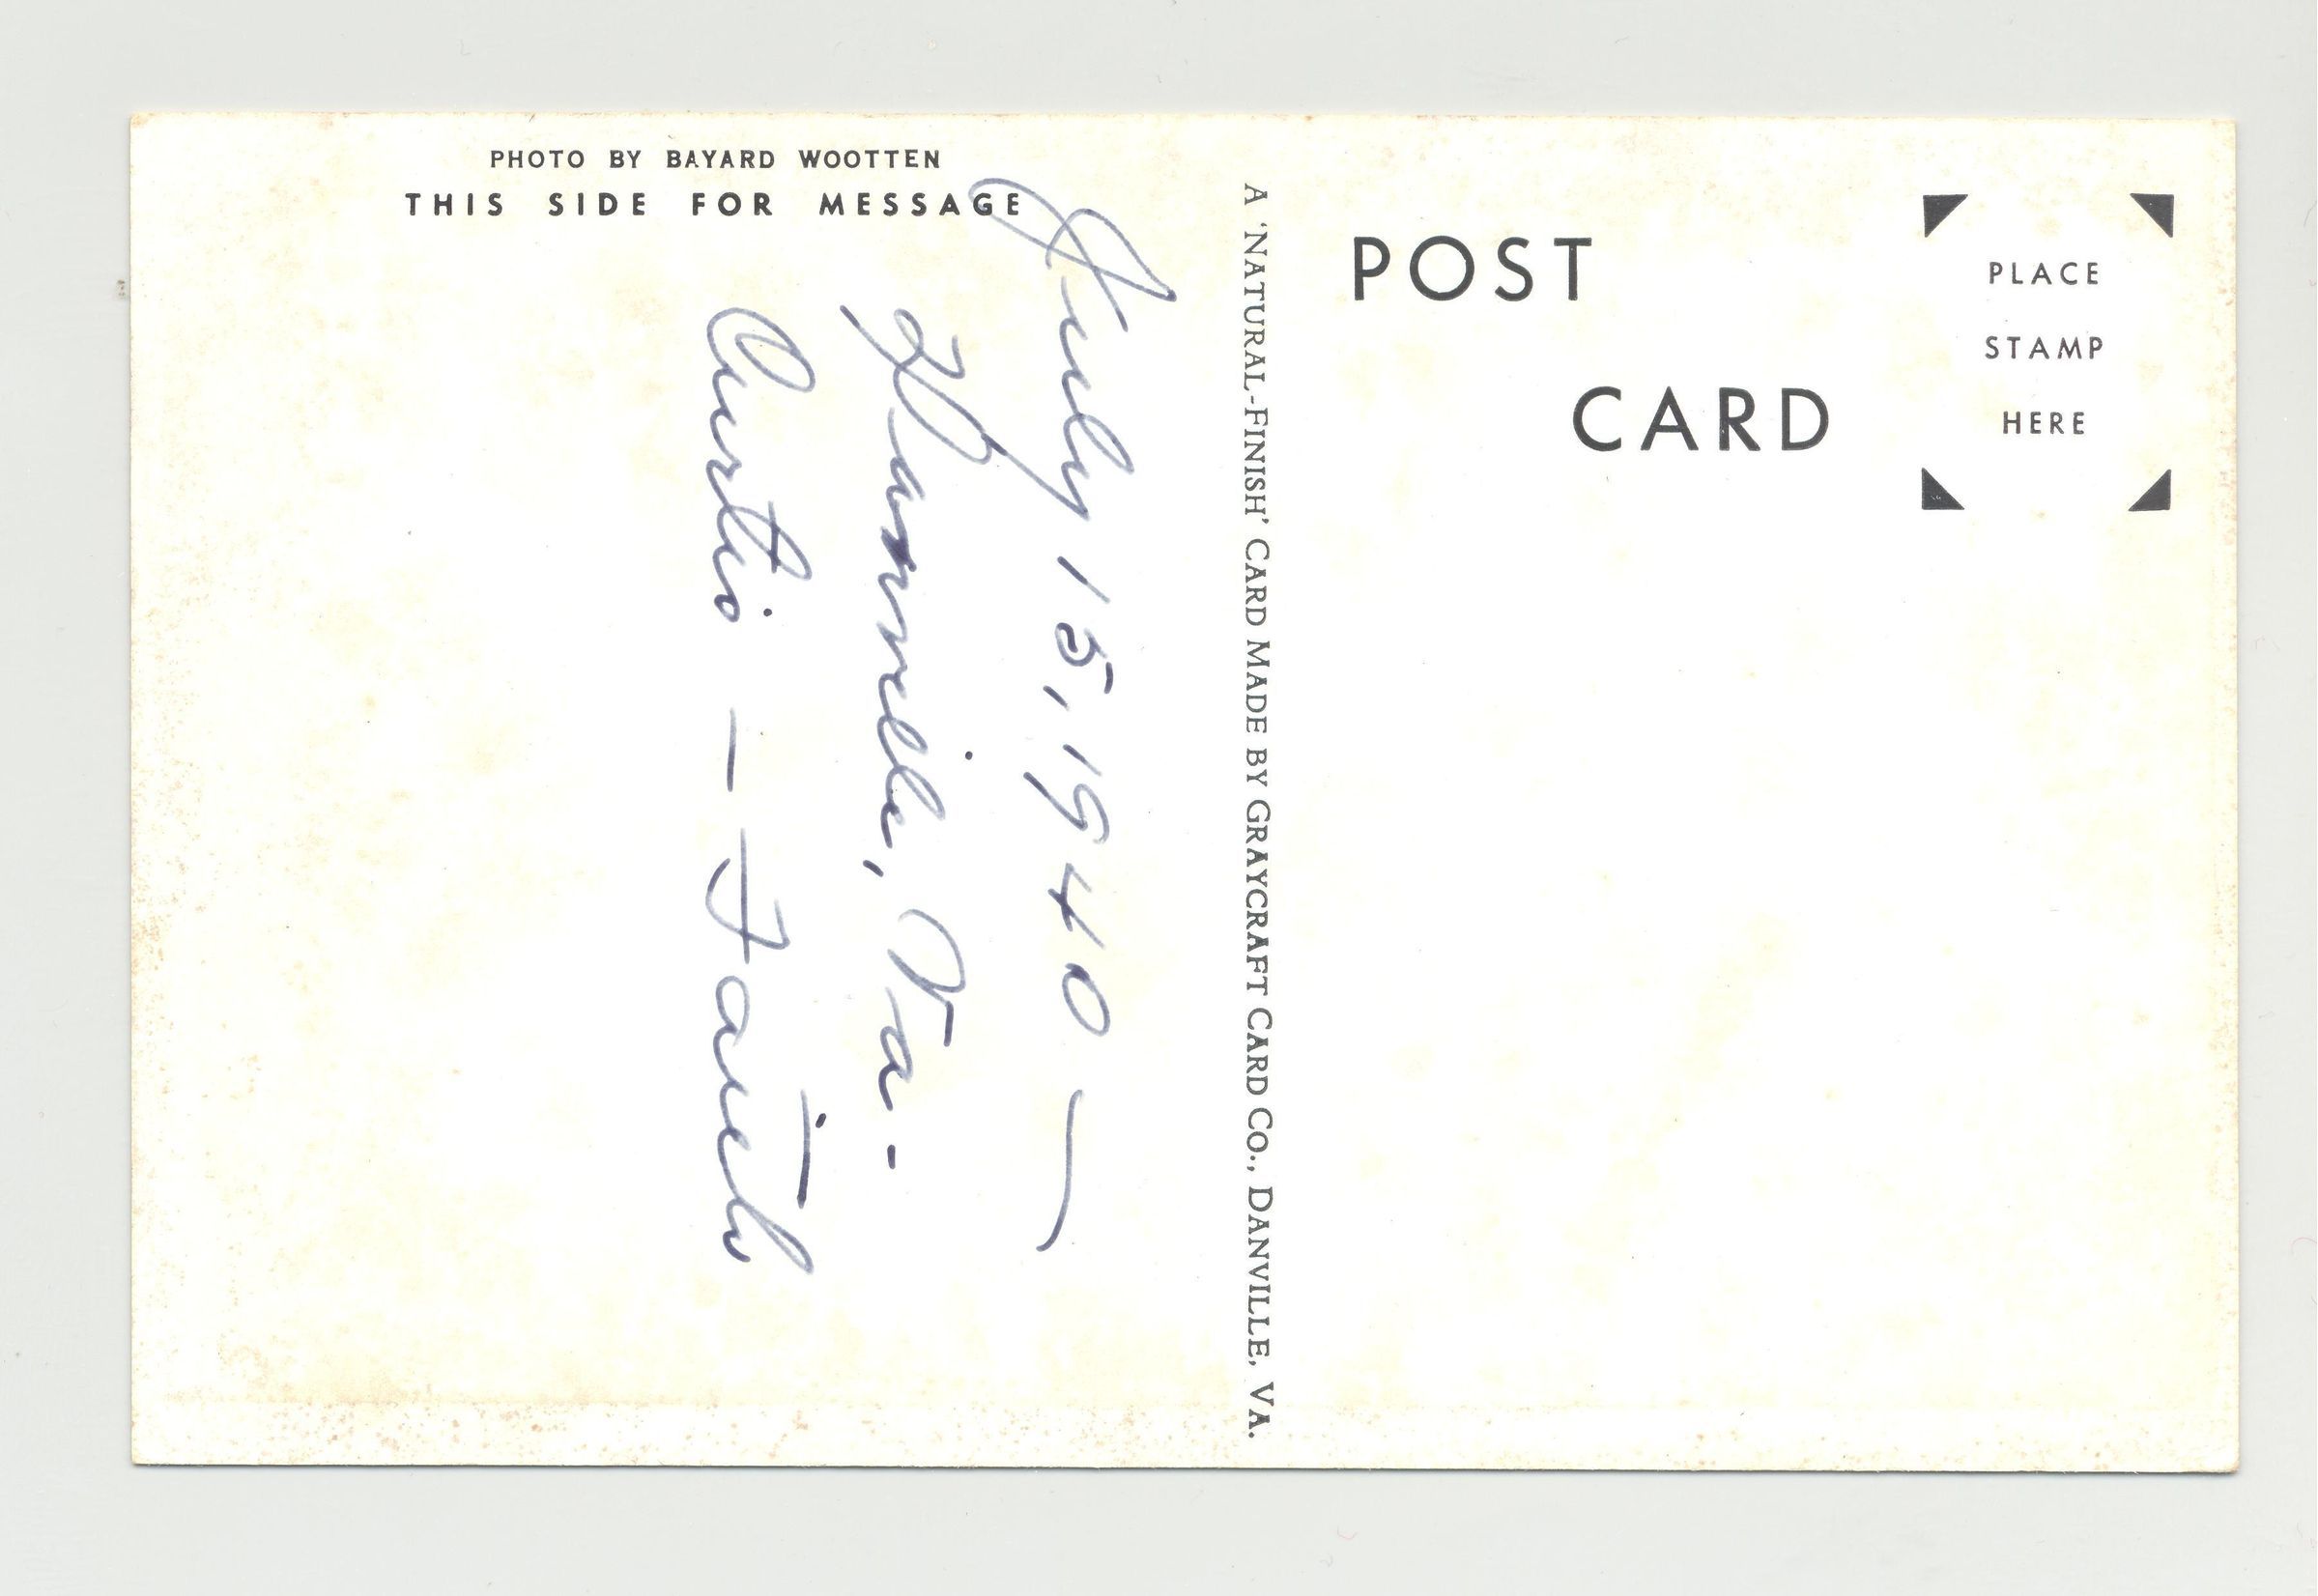 PHOTO BY BAYARD WOOTTEN
THIS SIDE FOR MESSAGE
July 15, 1940 —
Va -
Curtis — Faith
A 'NATURAL-FINISH' CARD MADE BY GRAYCRAFT CARD CO., DANVILLE, VA.
POST
CARD
PLACE
STAMP
HERE